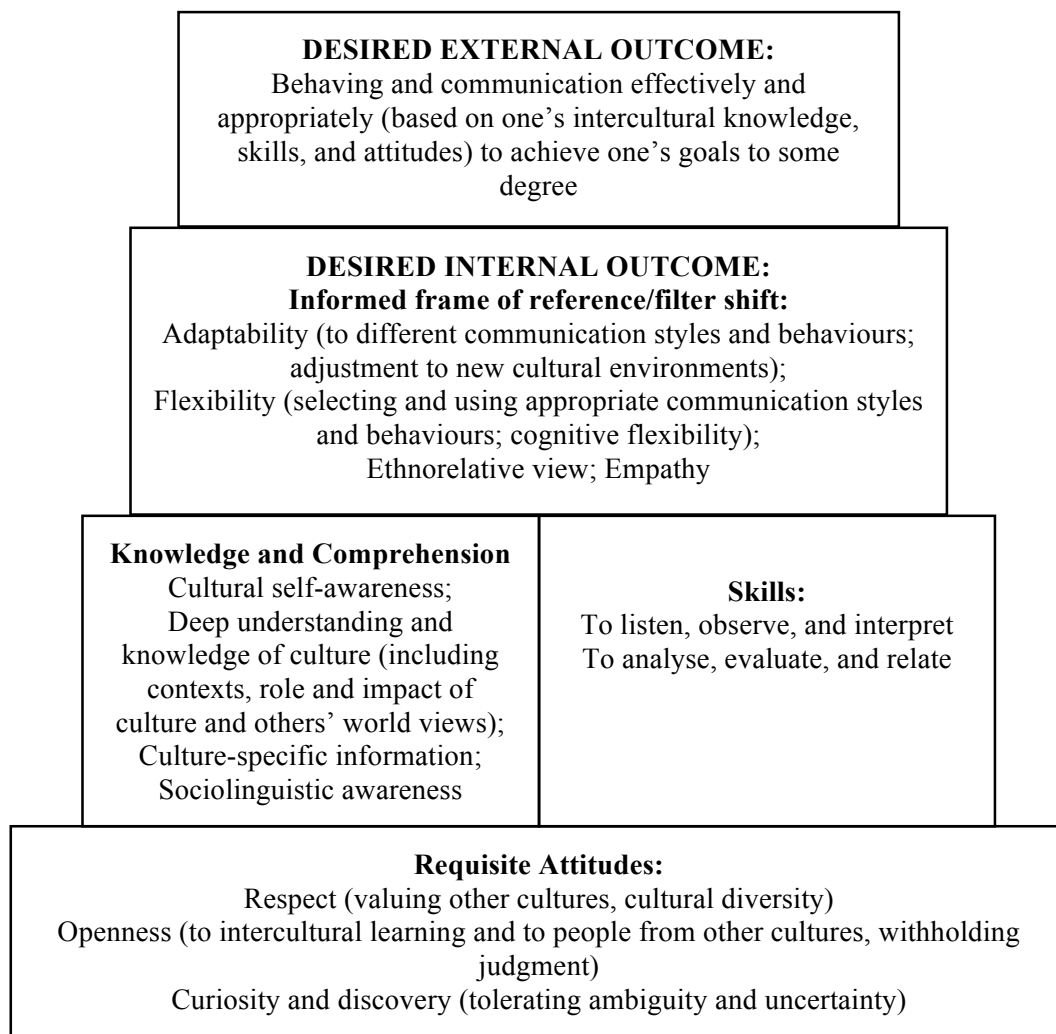 DESIRED EXTERNAL OUTCOME:
Behaving and communication effectively and
appropriately (based on one’s intercultural knowledge,
skills, and attitudes) to achieve one’s goals to some
degree
DESIRED INTERNAL OUTCOME:
Informed frame of reference/filter shift:
Adaptability (to different communication styles and behaviours;
adjustment to new cultural environments);
Flexibility (selecting and using appropriate communication styles
and behaviours; cognitive flexibility);
Ethnorelative view; Empathy
Knowledge and Comprehension
Cultural self-awareness;
Deep understanding and
knowledge of culture (including
contexts, role and impact of
culture and others’ world views);
Culture-specific information;
Sociolinguistic awareness
Skills:
To listen, observe, and interpret
To analyse, evaluate, and relate
Requisite Attitudes:
Respect (valuing other cultures, cultural diversity)
Openness (to intercultural learning and to people from other cultures, withholding
judgment)
Curiosity and discovery (tolerating ambiguity and uncertainty)